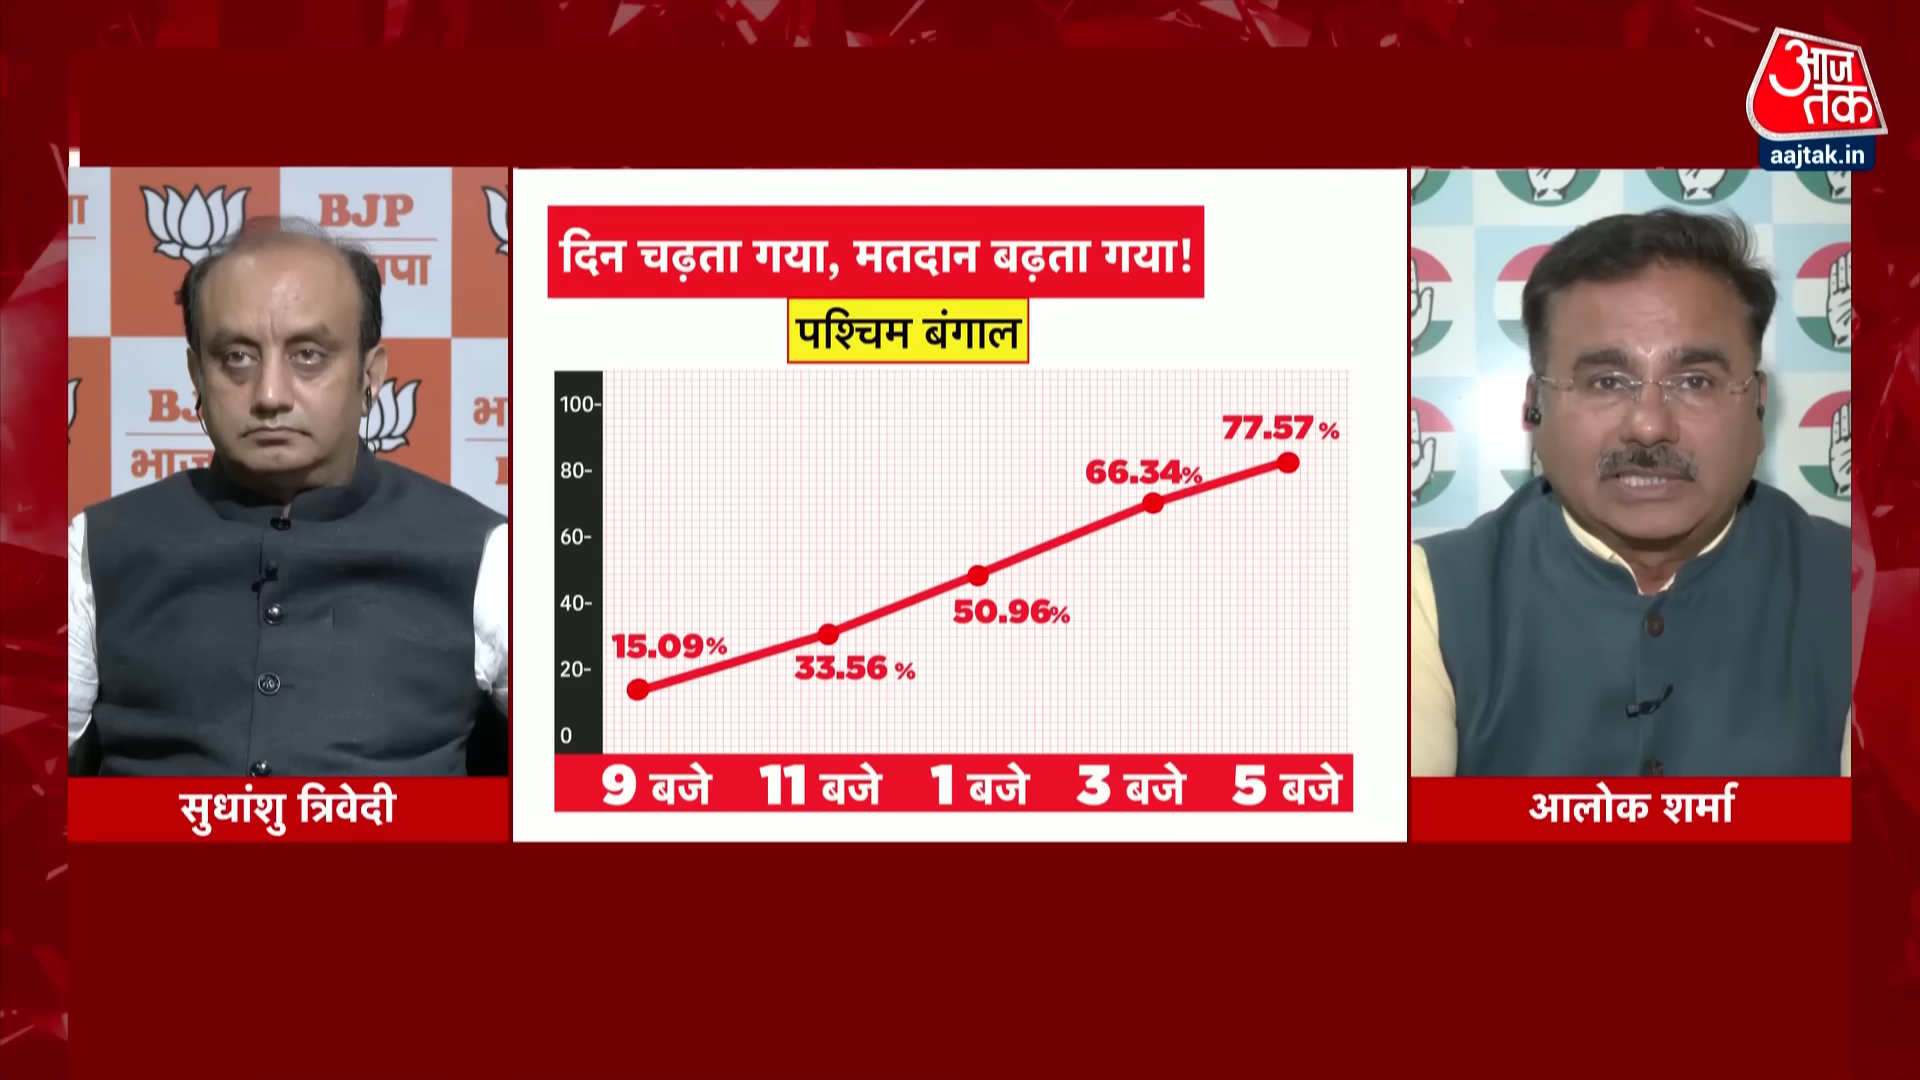 आज
तक
aajtak.in
BJP
BJP
दिन चढ़ता गया, मतदान बढ़ता गया!
पश्चिम बंगाल
100-
80-
60-
40-
20-
0
15.09%
33.56 %
50.96%
66.34%
77.57 %
9 बजे 11 बजे 1 बजे 3 बजे 5 बजे
सुधांशु त्रिवेदी
आलोक शर्मा